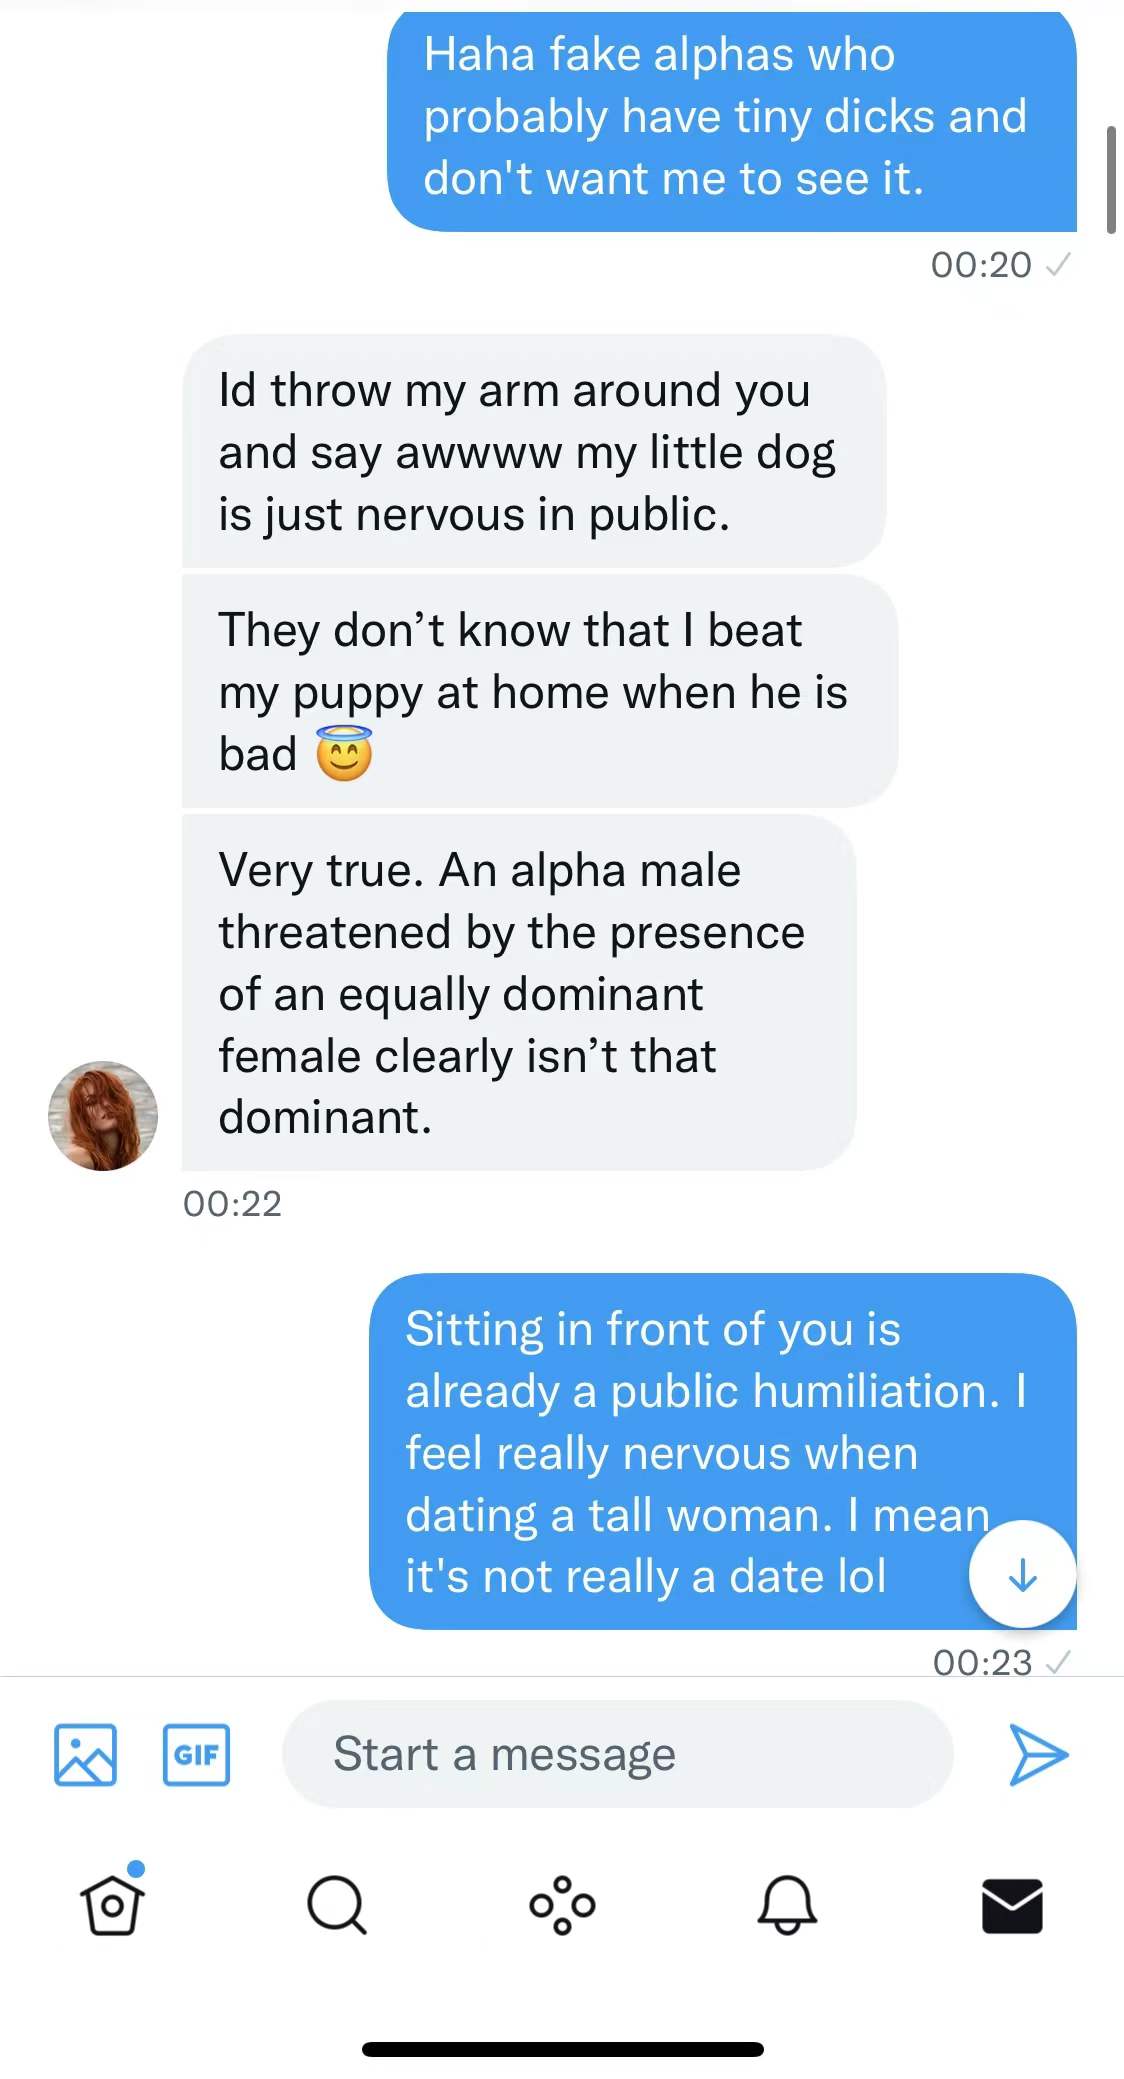 Haha fake alphas who
probably have tiny dicks and
don't want me to see it.
00:20
Id throw my arm around you
and say awwww my little dog
is just nervous in public.
They don’t know that I beat
my puppy at home when he is
bad 😇
Very true. An alpha male
threatened by the presence
of an equally dominant
female clearly isn’t that
dominant.
00:22
Sitting in front of you is
already a public humiliation. I
feel really nervous when
dating a tall woman. I mean
it's not really a date lol
00:23
GIF
Start a message